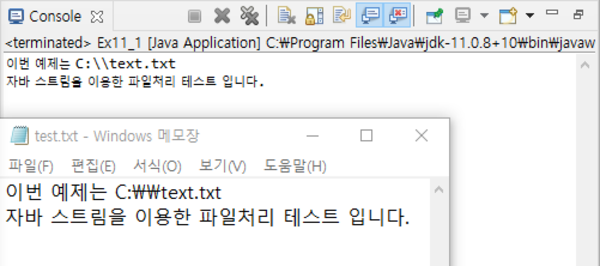 Console
<terminated> Ex11_1 [Java Application] C:₩Program Files₩Java₩jdk-11.0.8+10₩bin₩javaw
이번 예제는 C:\\text.txt
자바 스트림을 이용한 파일처리 테스트 입니다.
test.txt - Windows 메모장
파일(F) 편집(E) 서식(O) 보기(V) 도움말(H)
이번 예제는 C:₩₩text.txt
자바 스트림을 이용한 파일처리 테스트 입니다.